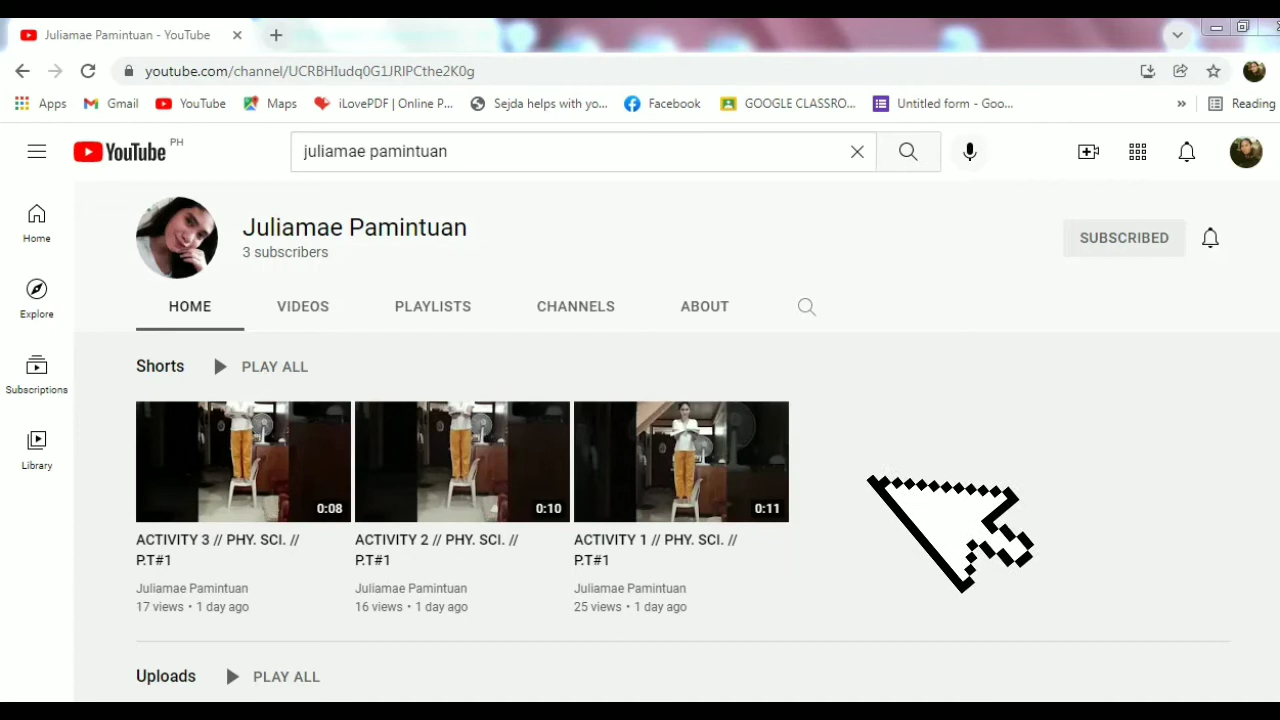 Juliamae Pamintuan - YouTube
youtube.com/channel/UCRBHIudq0G1JRlPCthe2K0g
Apps Gmail YouTube Maps iLovePDF | Online P... Sejda helps with yo... Facebook GOOGLE CLASSRO... Untitled form - Goo... » Reading
YouTube PH
juliamae pamintuan
Home
Explore
Subscriptions
Library
Juliamae Pamintuan
3 subscribers
SUBSCRIBED
HOME VIDEOS PLAYLISTS CHANNELS ABOUT
Shorts PLAY ALL
0:08 0:10 0:11
ACTIVITY 3 // PHY. SCI. //
P.T#1
Juliamae Pamintuan
17 views • 1 day ago
ACTIVITY 2 // PHY. SCI. //
P.T#1
Juliamae Pamintuan
16 views • 1 day ago
ACTIVITY 1 // PHY. SCI. //
P.T#1
Juliamae Pamintuan
25 views • 1 day ago
Uploads PLAY ALL